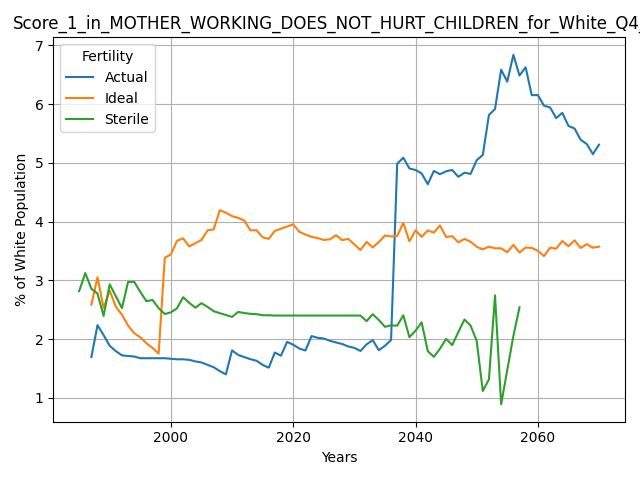 Score_1_in_MOTHER_WORKING_DOES_NOT_HURT_CHILDREN_for_White_Q4_
Fertility
Actual
Ideal
Sterile
% of White Population
7
6
5
4
3
2
1
2000 2020 2040 2060
Years